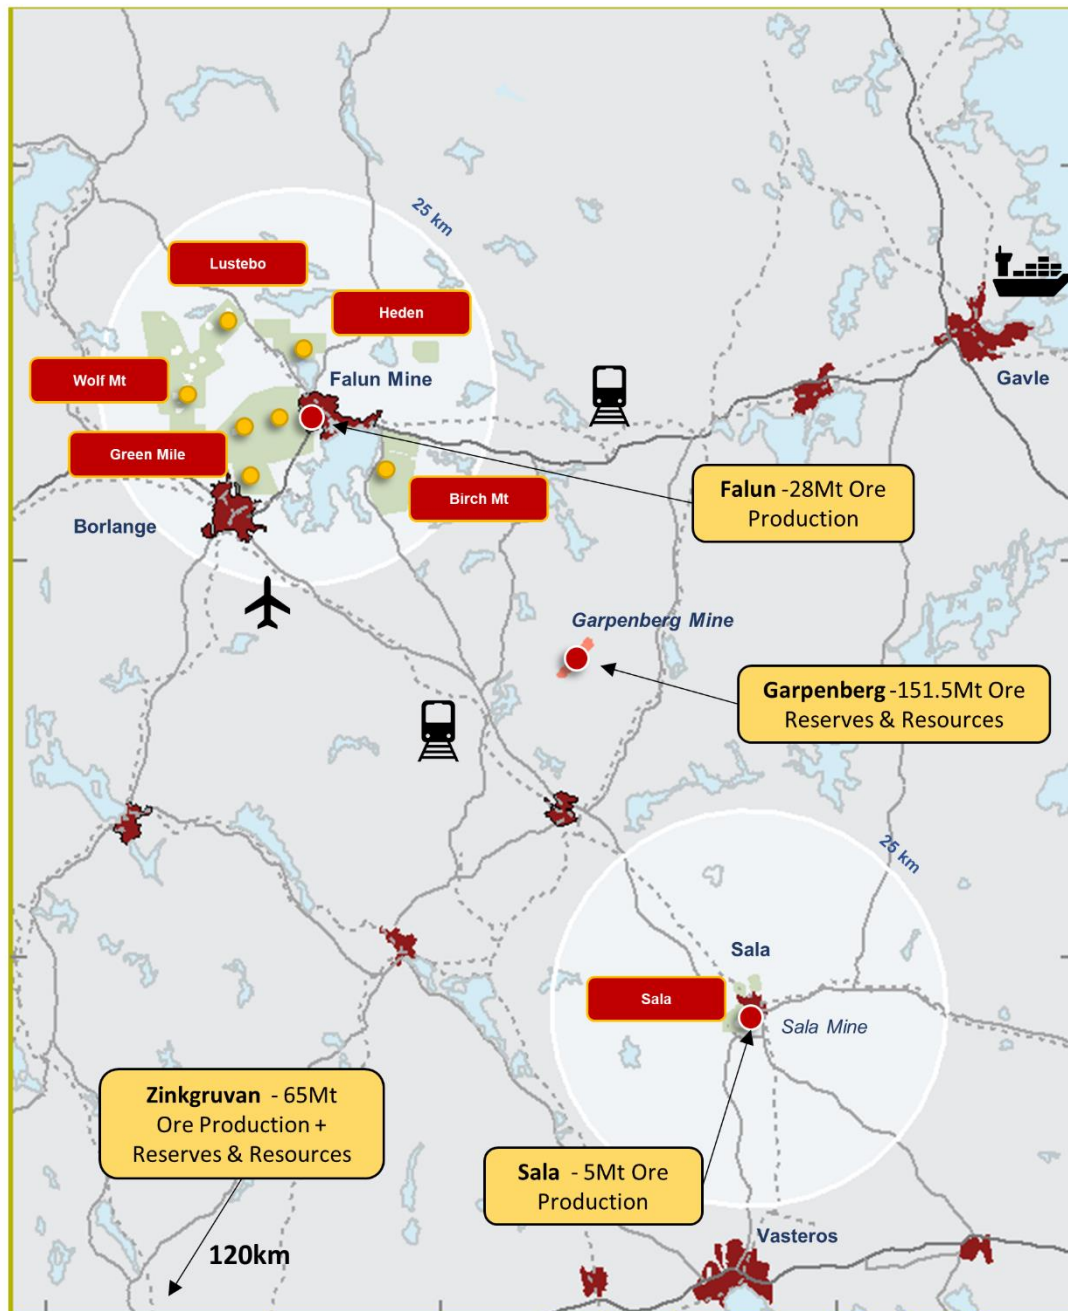 25 km
Lustebo
Heden
Falun Mine
Wolf Mt
Gavle
Green Mile
Birch Mt
Falun -28Mt Ore
Production
Borlange
Garpenberg Mine
Garpenberg -151.5Mt Ore
Reserves & Resources
25 km
Sala
Sala
Sala Mine
Zinkgruvan - 65Mt
Ore Production +
Reserves & Resources
Sala - 5Mt Ore
Production
Vasteros
120km